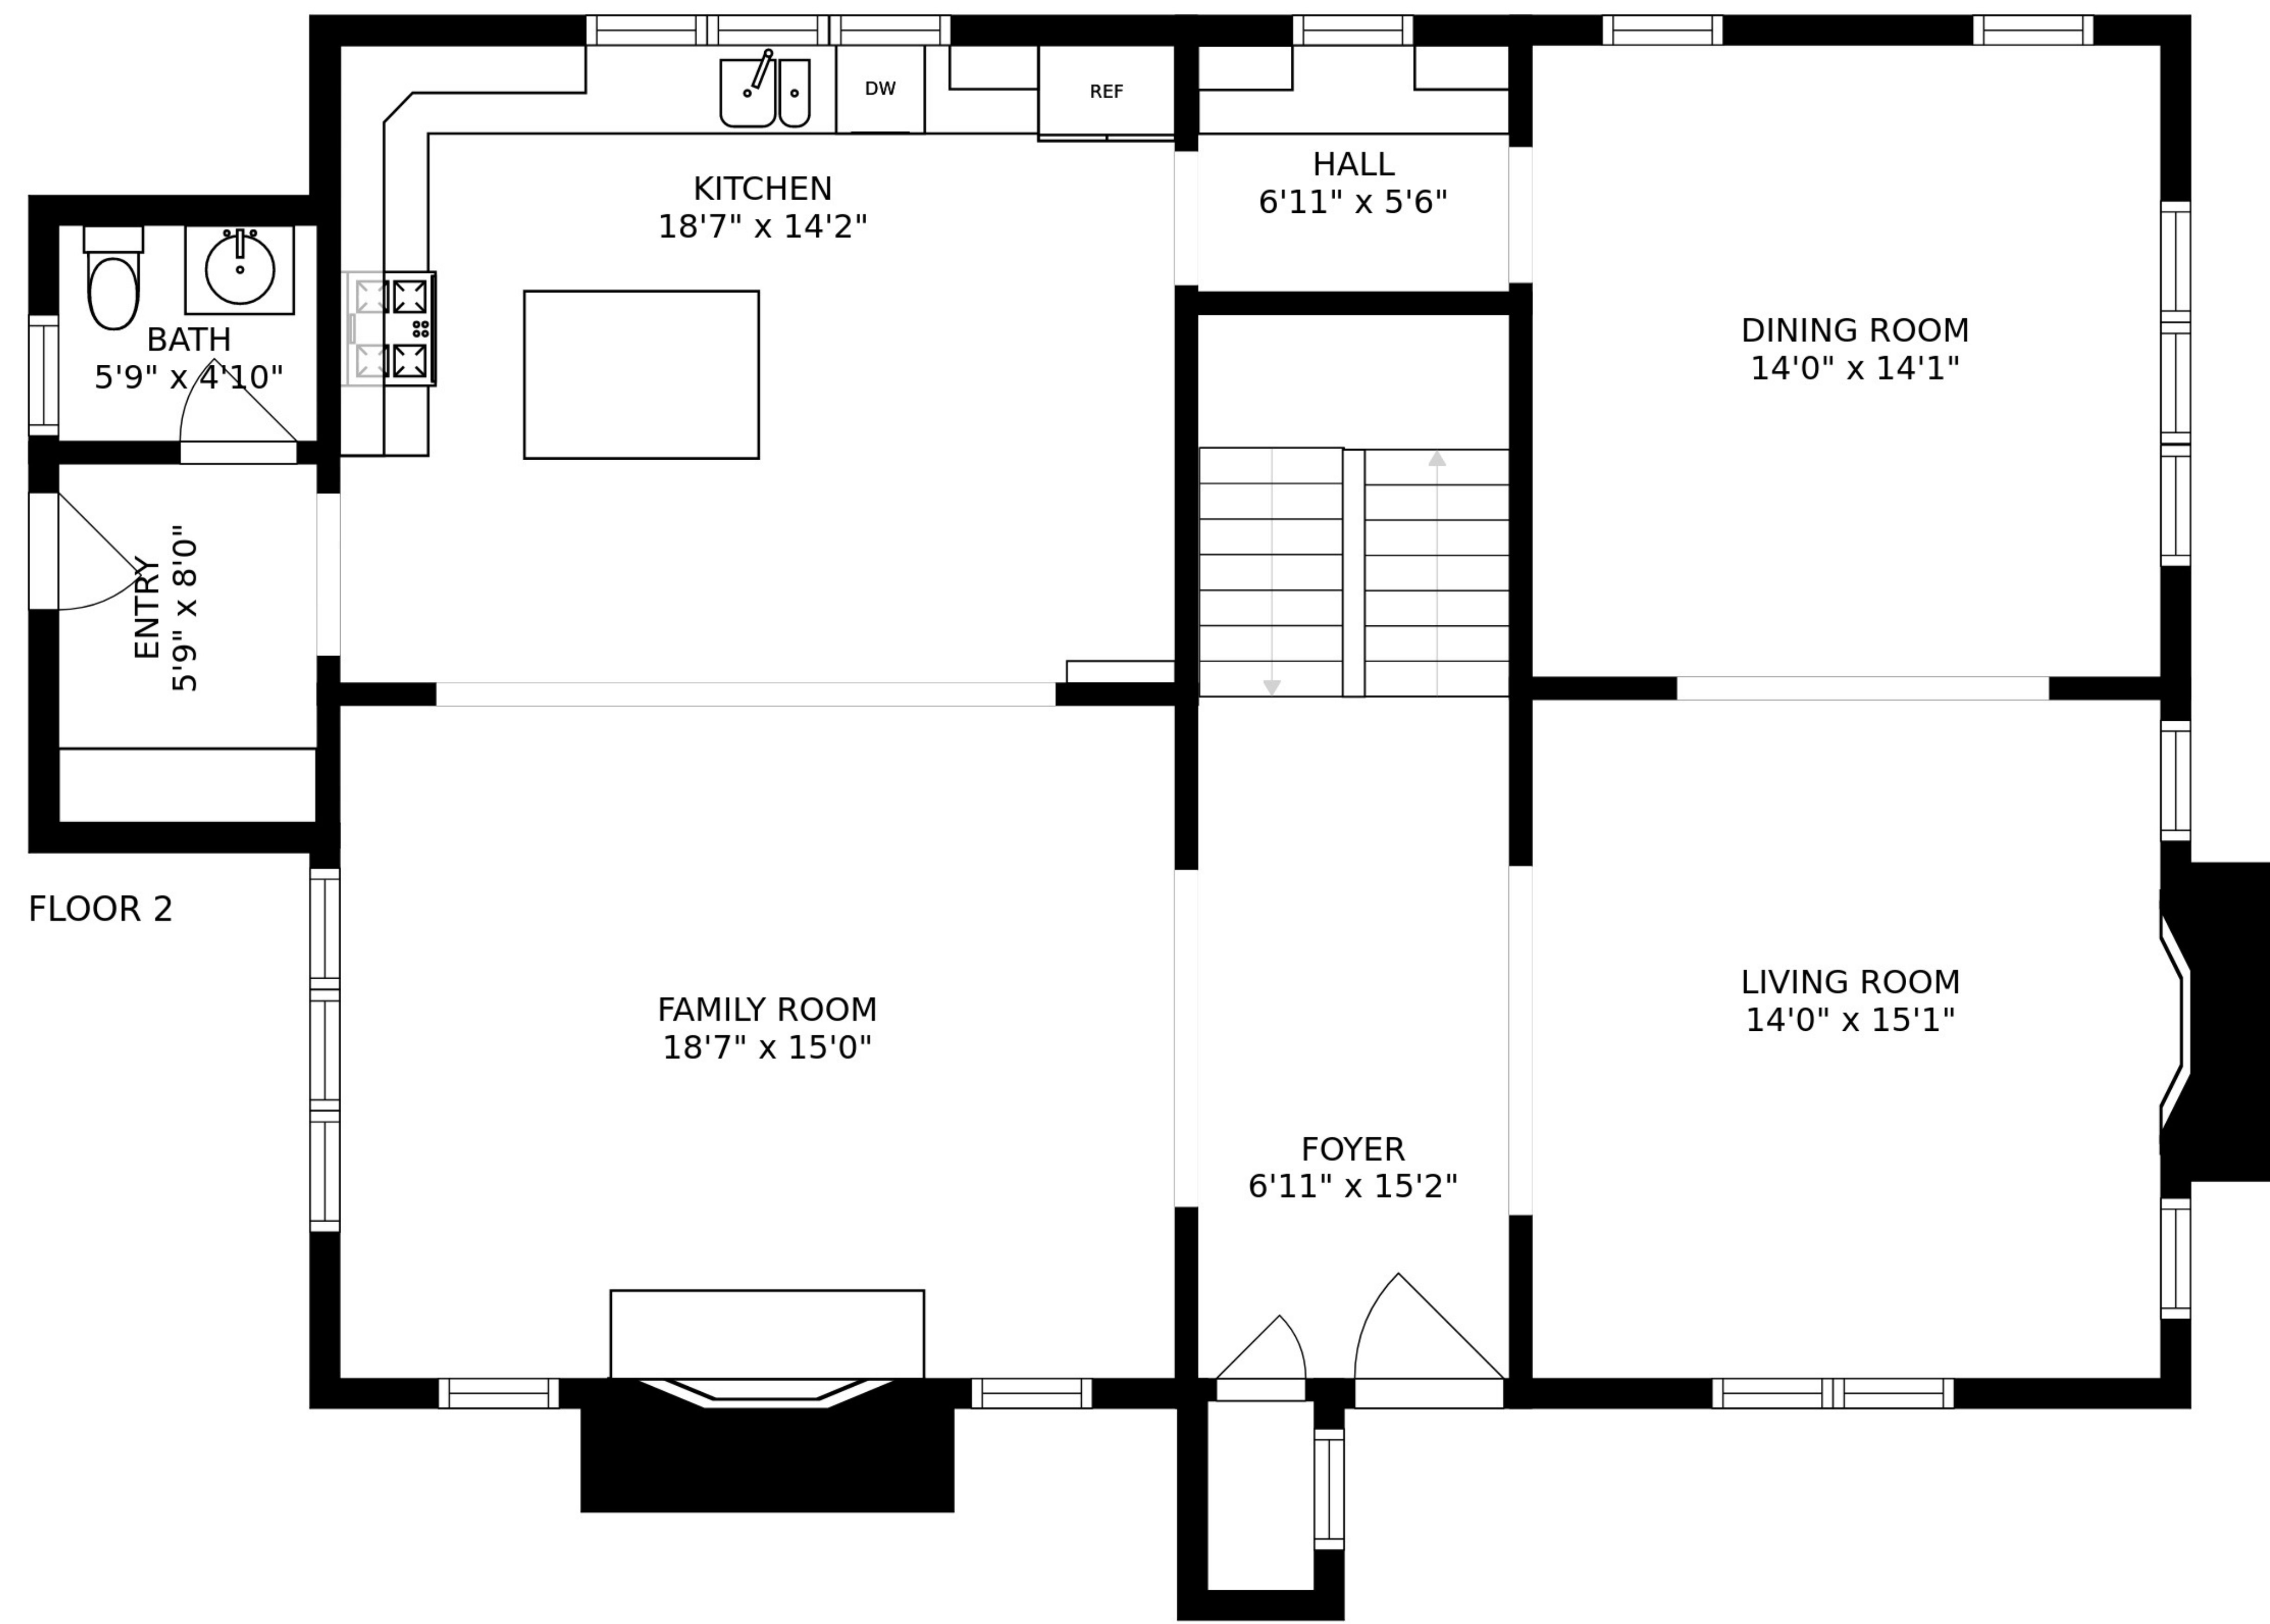 DW
REF
KITCHEN
18'7" x 14'2"
HALL
6'11" x 5'6"
BATH
5'9" x 4'10"
DINING ROOM
14'0" x 14'1"
ENTRY
5'9" x 8'0"
FLOOR 2
FAMILY ROOM
18'7" x 15'0"
LIVING ROOM
14'0" x 15'1"
FOYER
6'11" x 15'2"